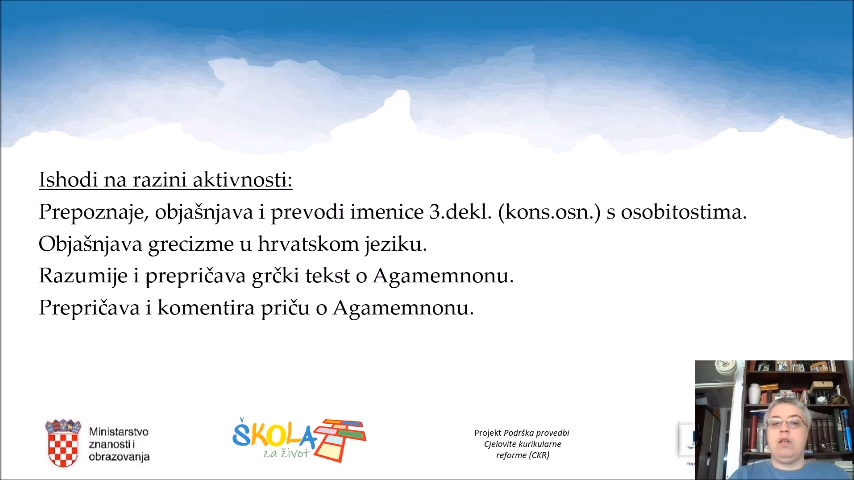 Ishodi na razini aktivnosti:
Prepoznaje, objašnjava i prevodi imenice 3.dekl. (kons.osn.) s osobitostima.
Objašnjava grecizme u hrvatskom jeziku.
Razumije i prepričava grčki tekst o Agamemnonu.
Prepričava i komentira priču o Agamemnonu.
Ministarstvo
znanosti i
obrazovanja
ŠKOLA
za život
Projekt Podrška provedbi
Cjelovite kurikularne
reforme (CKR)